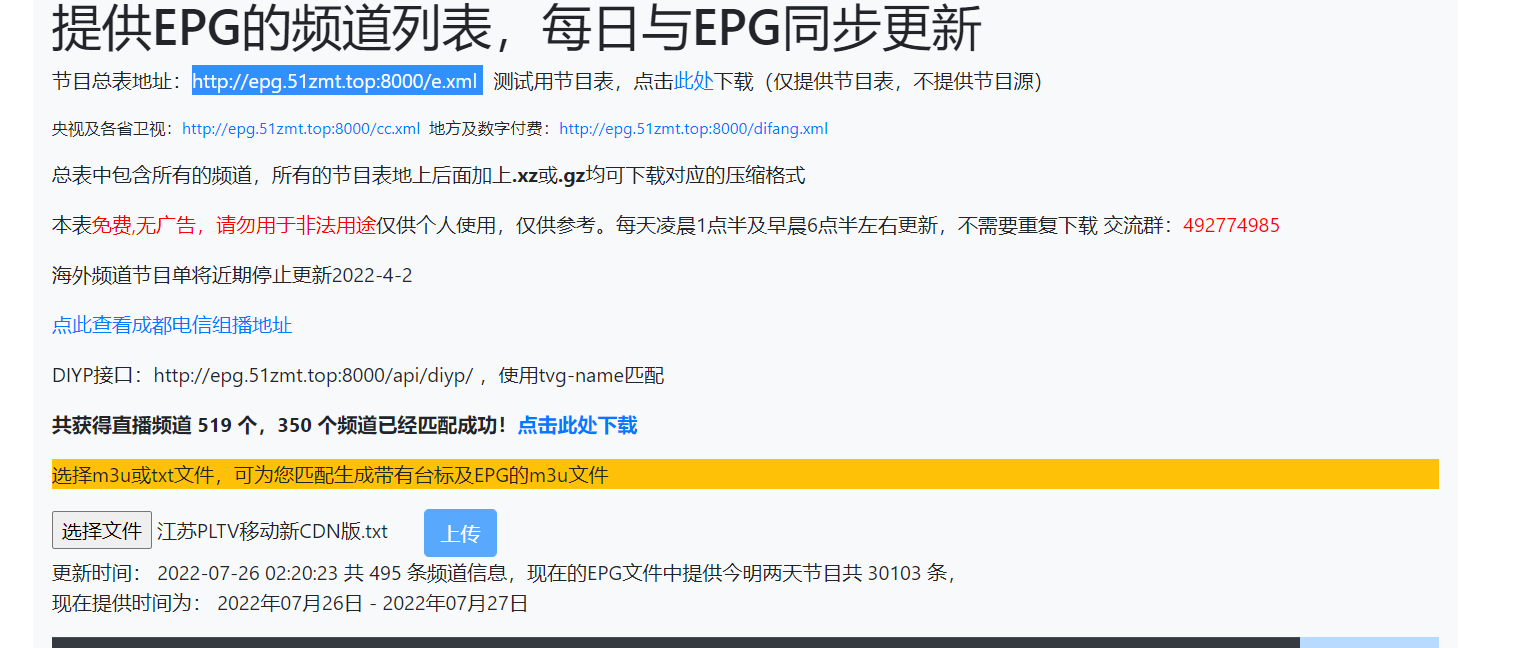 提供EPG的频道列表，每日与EPG同步更新
节目总表地址：http://epg.51zmt.top:8000/e.xml 测试用节目表，点击此处下载（仅提供节目表，不提供节目源）
央视及各省卫视：http://epg.51zmt.top:8000/cc.xml 地方及数字付费：http://epg.51zmt.top:8000/difang.xml
总表中包含所有的频道，所有的节目表地上后面加上.xz或.gz均可下载对应的压缩格式
本表免费,无广告，请勿用于非法用途仅供个人使用，仅供参考。每天凌晨1点半及早晨6点半左右更新，不需要重复下载 交流群：492774985
海外频道节目单将近期停止更新2022-4-2
点此查看成都电信组播地址
DIYP接口：http://epg.51zmt.top:8000/api/diyp/ ，使用tvg-name匹配
共获得直播频道 519 个，350 个频道已经匹配成功！点击此处下载
选择m3u或txt文件，可为您匹配生成带有台标及EPG的m3u文件
选择文件 江苏PLTV移动新CDN版.txt 上传
更新时间： 2022-07-26 02:20:23 共 495 条频道信息，现在的EPG文件中提供今明两天节目共 30103 条，
现在提供时间为： 2022年07月26日 - 2022年07月27日